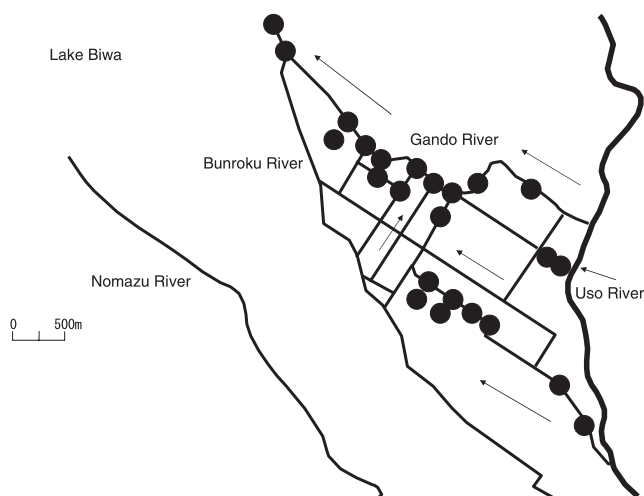 Lake Biwa
Gando River
Bunroku River
Nomazu River
Uso River
0 500m